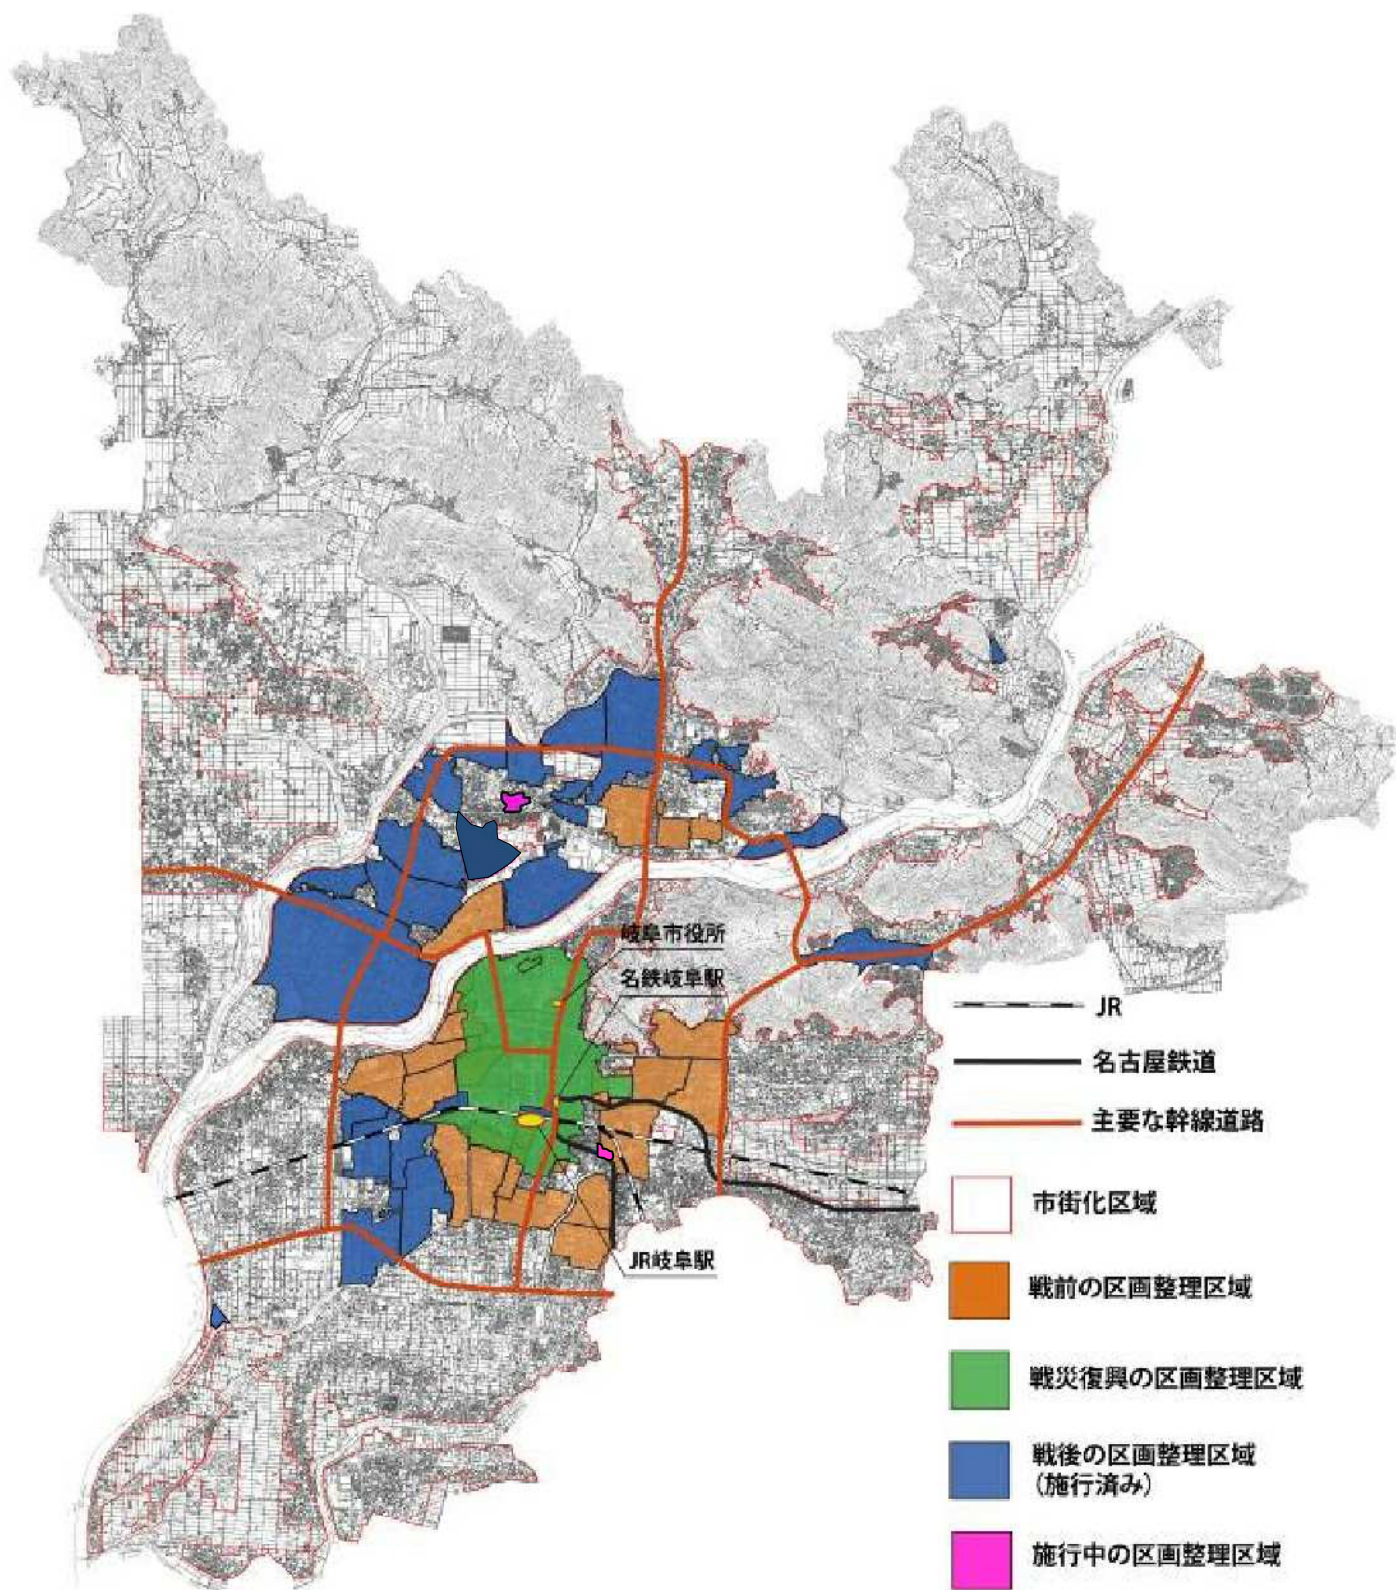 岐阜市役所
名鉄岐阜駅
JR
名古屋鉄道
主要な幹線道路
市街化区域
JR岐阜駅
戦前の区画整理区域
戦災復興の区画整理区域
戦後の区画整理区域
(施行済み)
施行中の区画整理区域